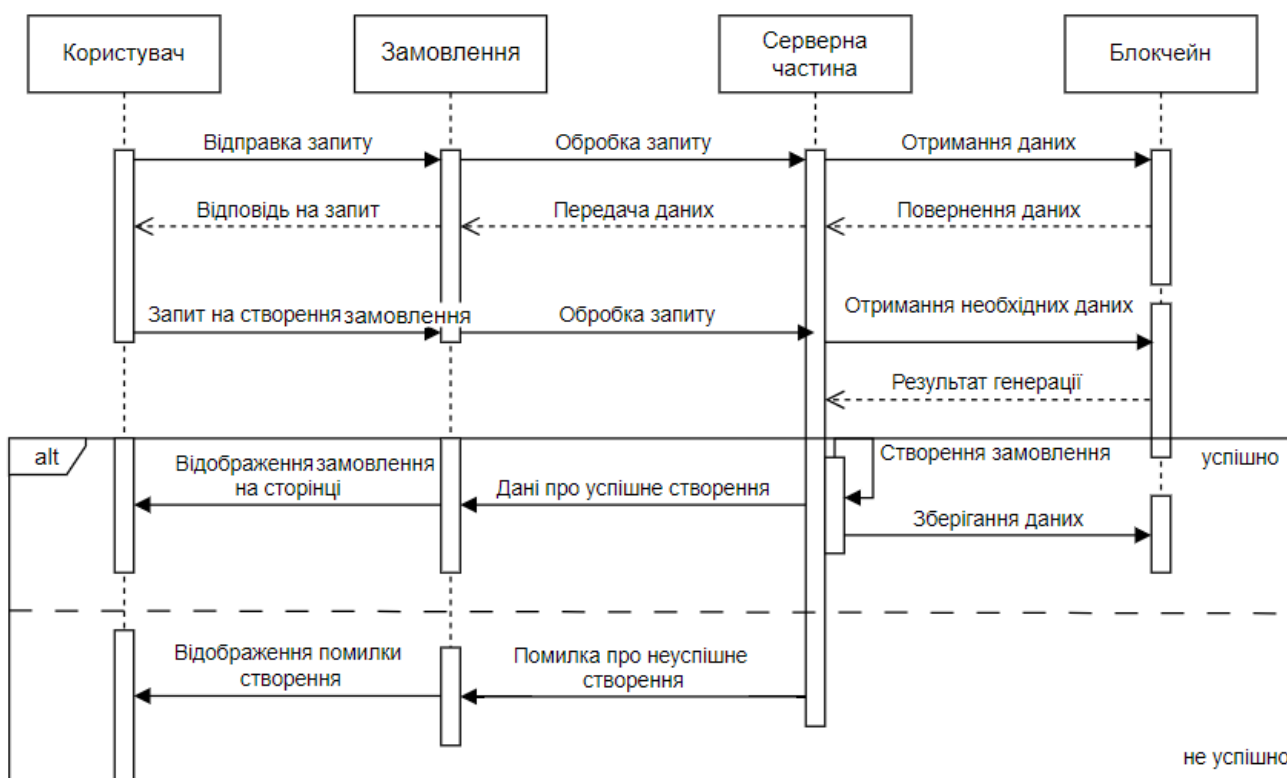 Користувач
Замовлення
Серверна
частина
Блокчейн
Відправка запиту
Обробка запиту
Отримання даних
Відповідь на запит
Передача даних
Повернення даних
Запит на створення замовлення
Обробка запиту
Отримання необхідних даних
Результат генерації
alt
Відображення замовлення
на сторінці
Дані про успішне створення
Створення замовлення
успішно
Зберігання даних
Відображення помилки
створення
Помилка про неуспішне
створення
не успішно